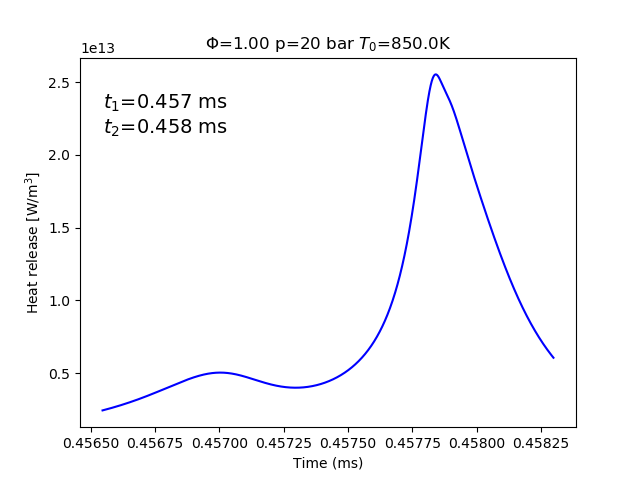 Φ=1.00 p=20 bar T₀=850.0K
1e13
t₁=0.457 ms
t₂=0.458 ms
2.5
2.0
1.5
1.0
0.5
Heat release [W/m³]
0.45650 0.45675 0.45700 0.45725 0.45750 0.45775 0.45800 0.45825
Time (ms)